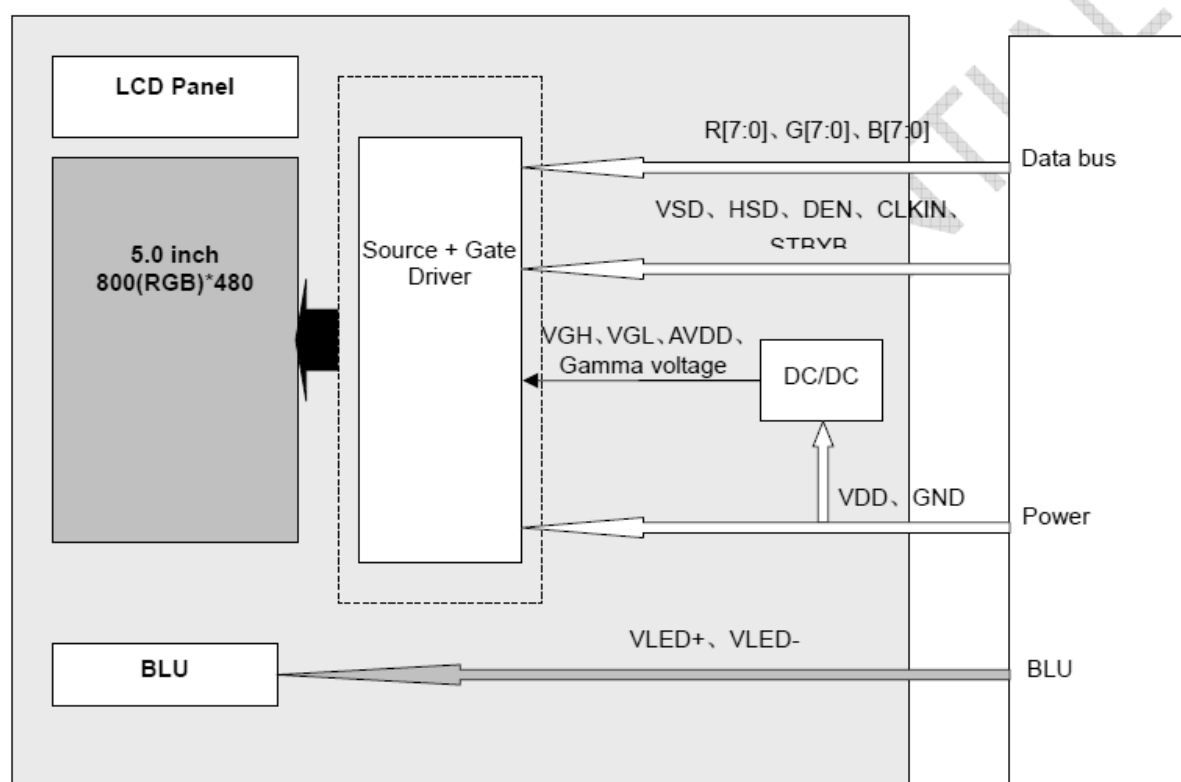 LCD Panel
5.0 inch
800(RGB)*480
Source + Gate
Driver
R[7:0]、G[7:0]、B[7:0]
Data bus
VSD、HSD、DEN、CLKIN、
VGH、VGL、AVDD、
Gamma voltage
DC/DC
VDD、GND
Power
VLED+、VLED-
BLU
BLU